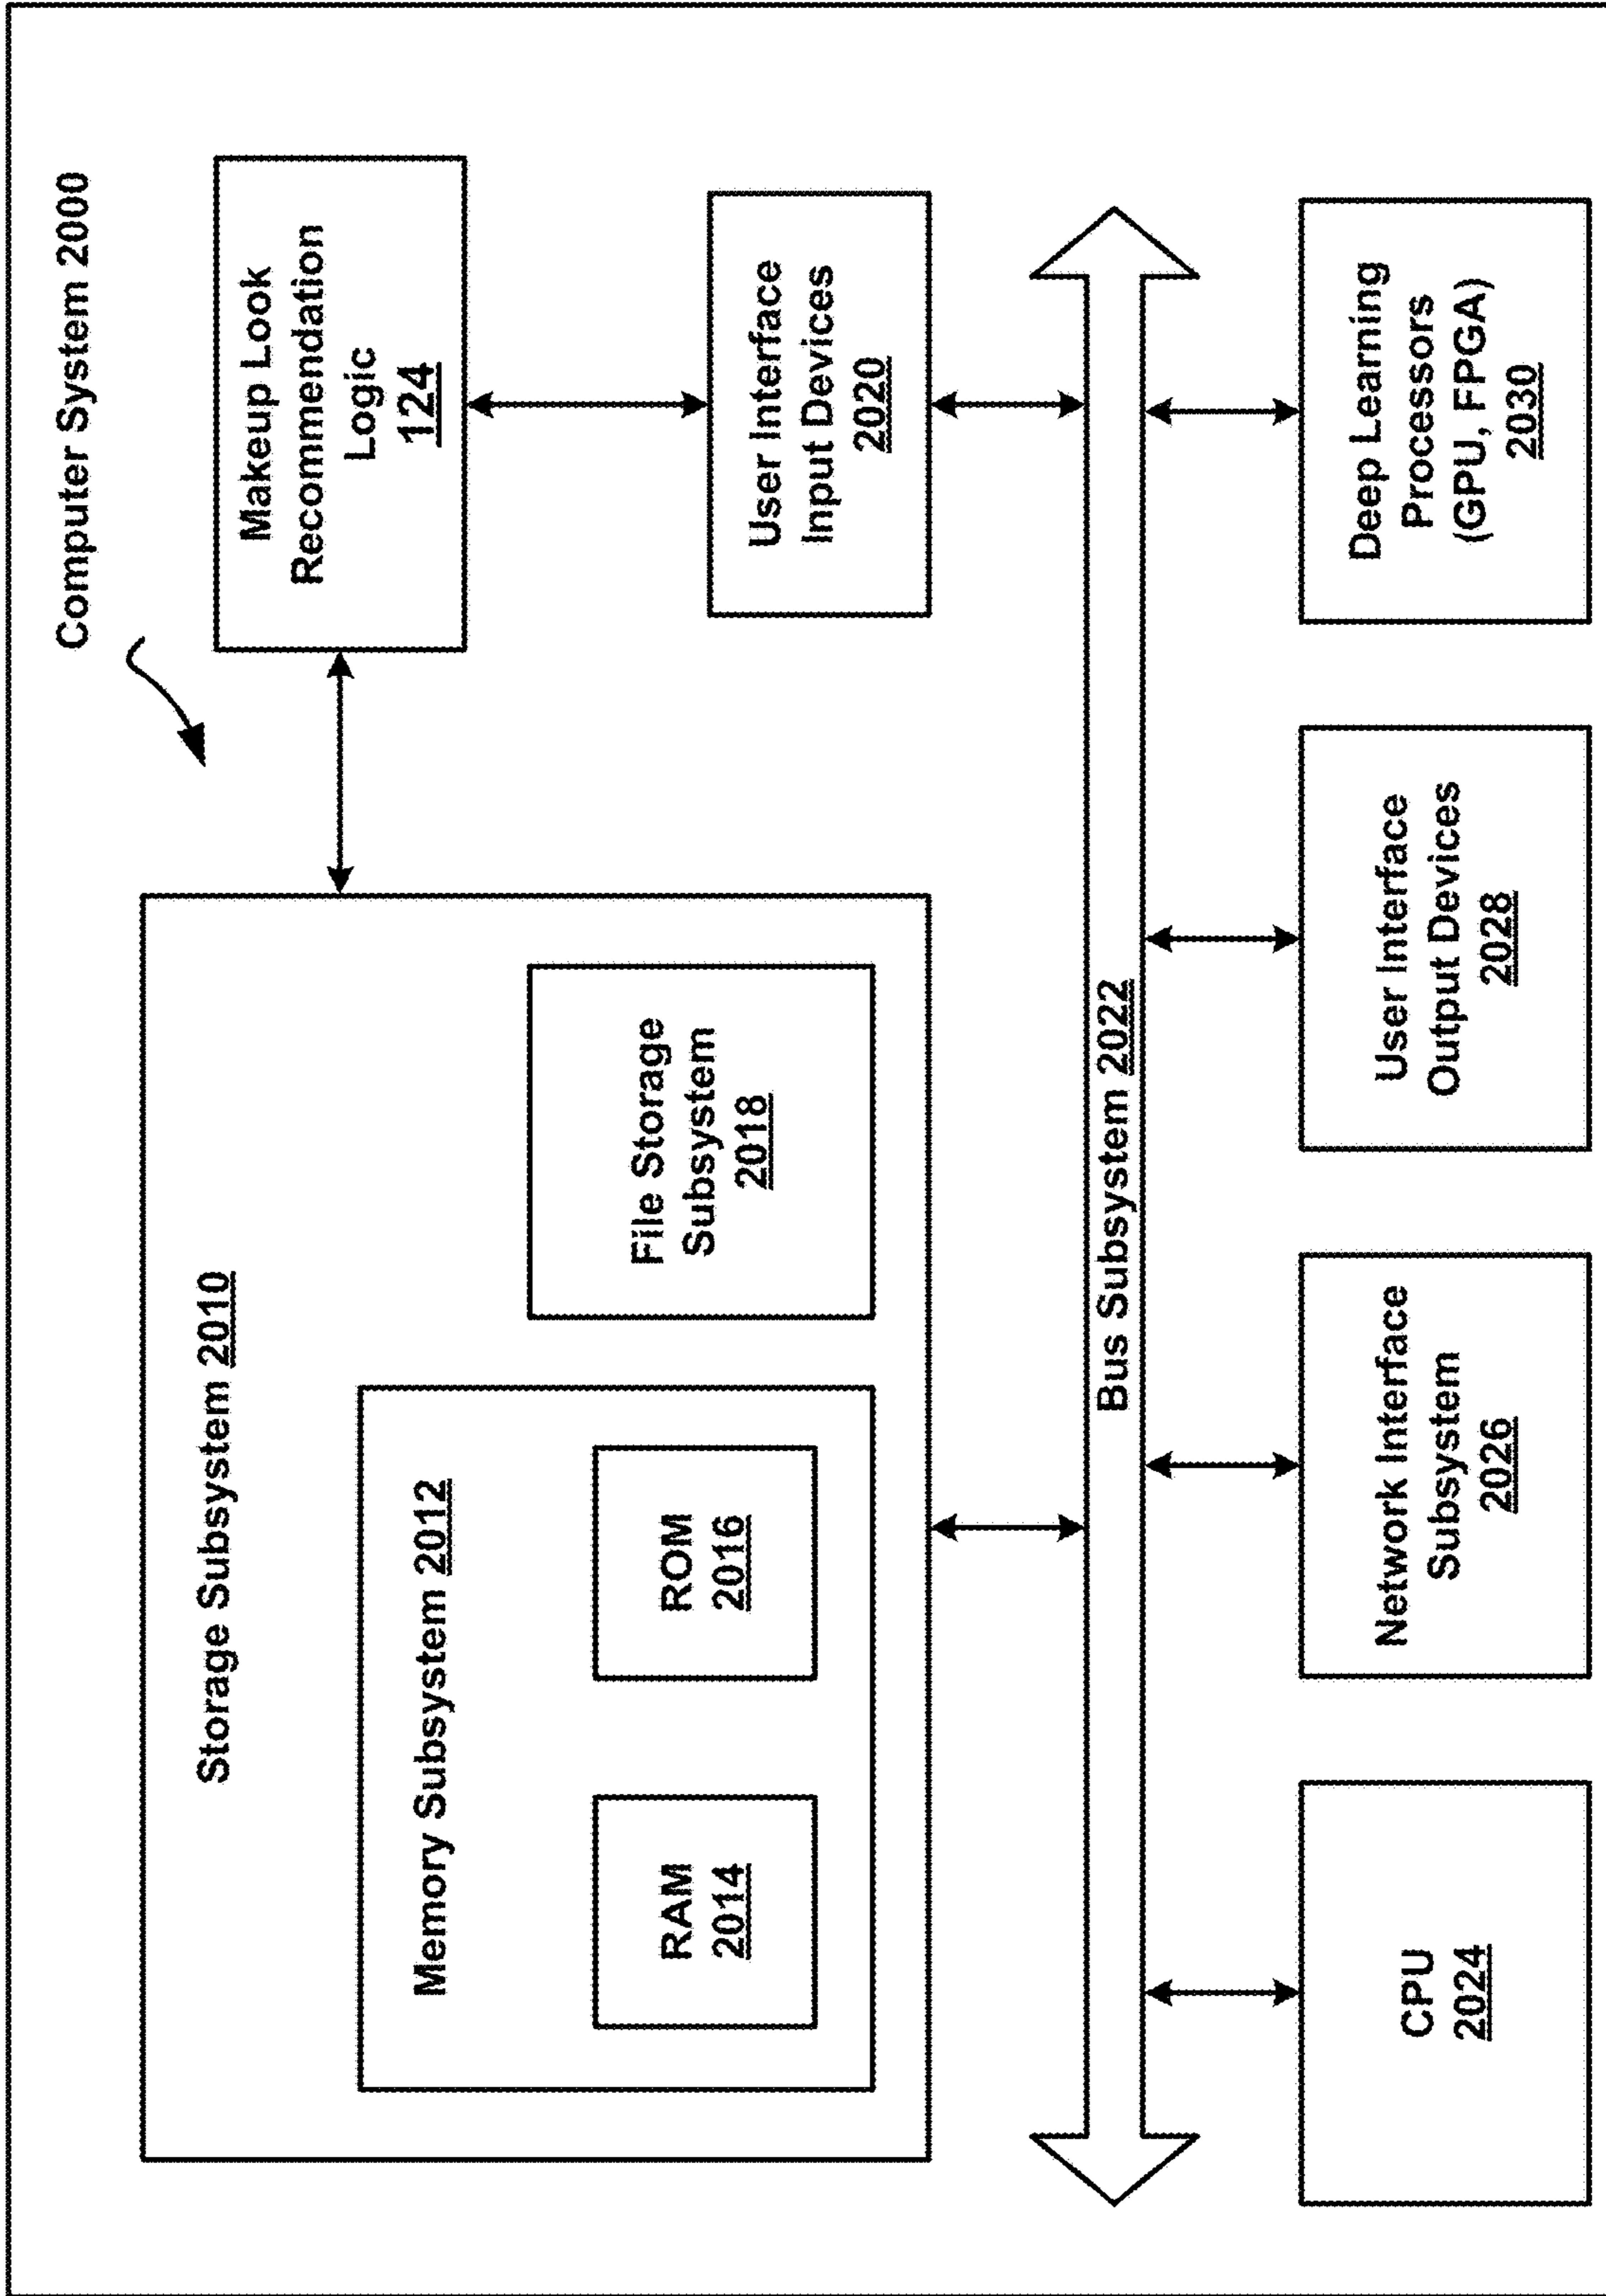 Computer System 2000
Storage Subsystem 2010
Memory Subsystem 2012
RAM
2014
ROM
2016
File Storage
Subsystem
2018
Makeup Look
Recommendation
Logic
124
User Interface
Input Devices
2020
Bus Subsystem 2022
CPU
2024
Network Interface
Subsystem
2026
User Interface
Output Devices
2028
Deep Learning
Processors
(GPU, FPGA)
2030